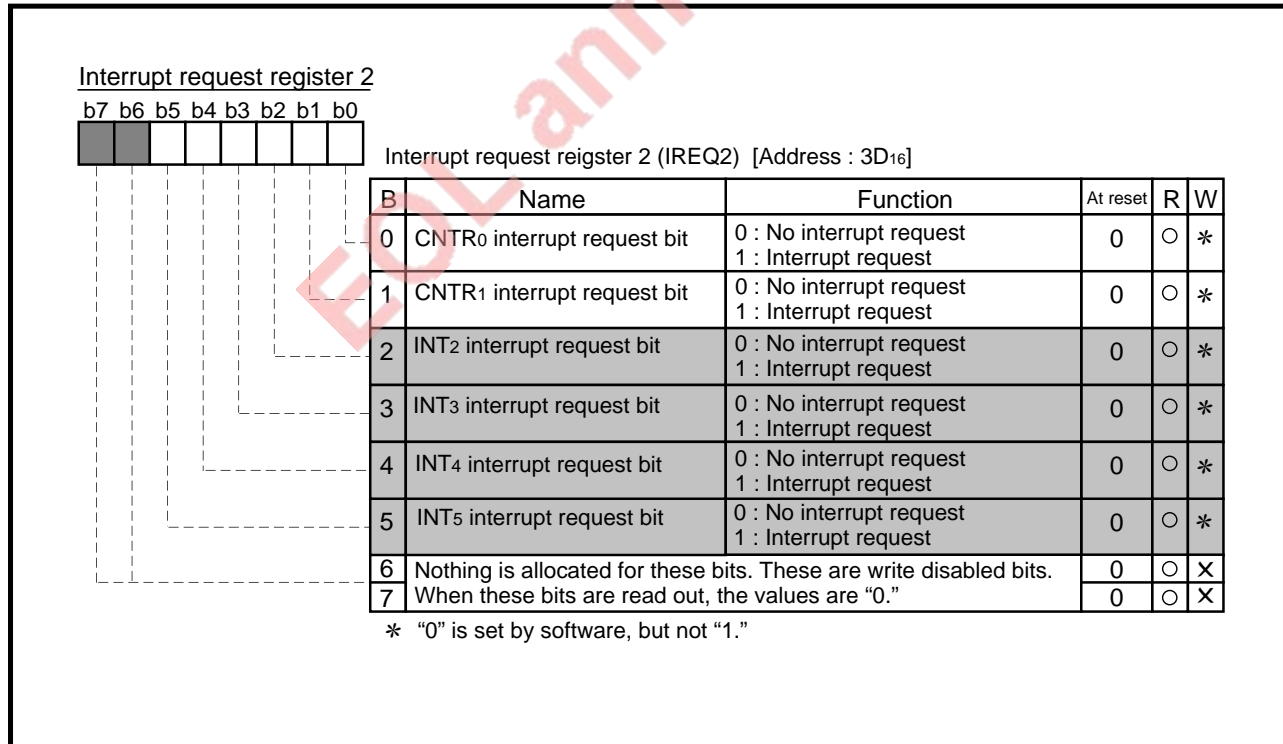 Interrupt request register 2
b7 b6 b5 b4 b3 b2 b1 b0
Interrupt request reigster 2 (IREQ2) [Address : 3D16]
B Name Function At reset R W
0 CNTR0 interrupt request bit 0 : No interrupt request 0 ○ *
1 : Interrupt request
1 CNTR1 interrupt request bit 0 : No interrupt request 0 ○ *
1 : Interrupt request
2 INT2 interrupt request bit 0 : No interrupt request 0 ○ *
1 : Interrupt request
3 INT3 interrupt request bit 0 : No interrupt request 0 ○ *
1 : Interrupt request
4 INT4 interrupt request bit 0 : No interrupt request 0 ○ *
1 : Interrupt request
5 INT5 interrupt request bit 0 : No interrupt request 0 ○ *
1 : Interrupt request
6 Nothing is allocated for these bits. These are write disabled bits. 0 ○ ×
7 When these bits are read out, the values are “0.” 0 ○ ×
* “0” is set by software, but not “1.”
EOL ann